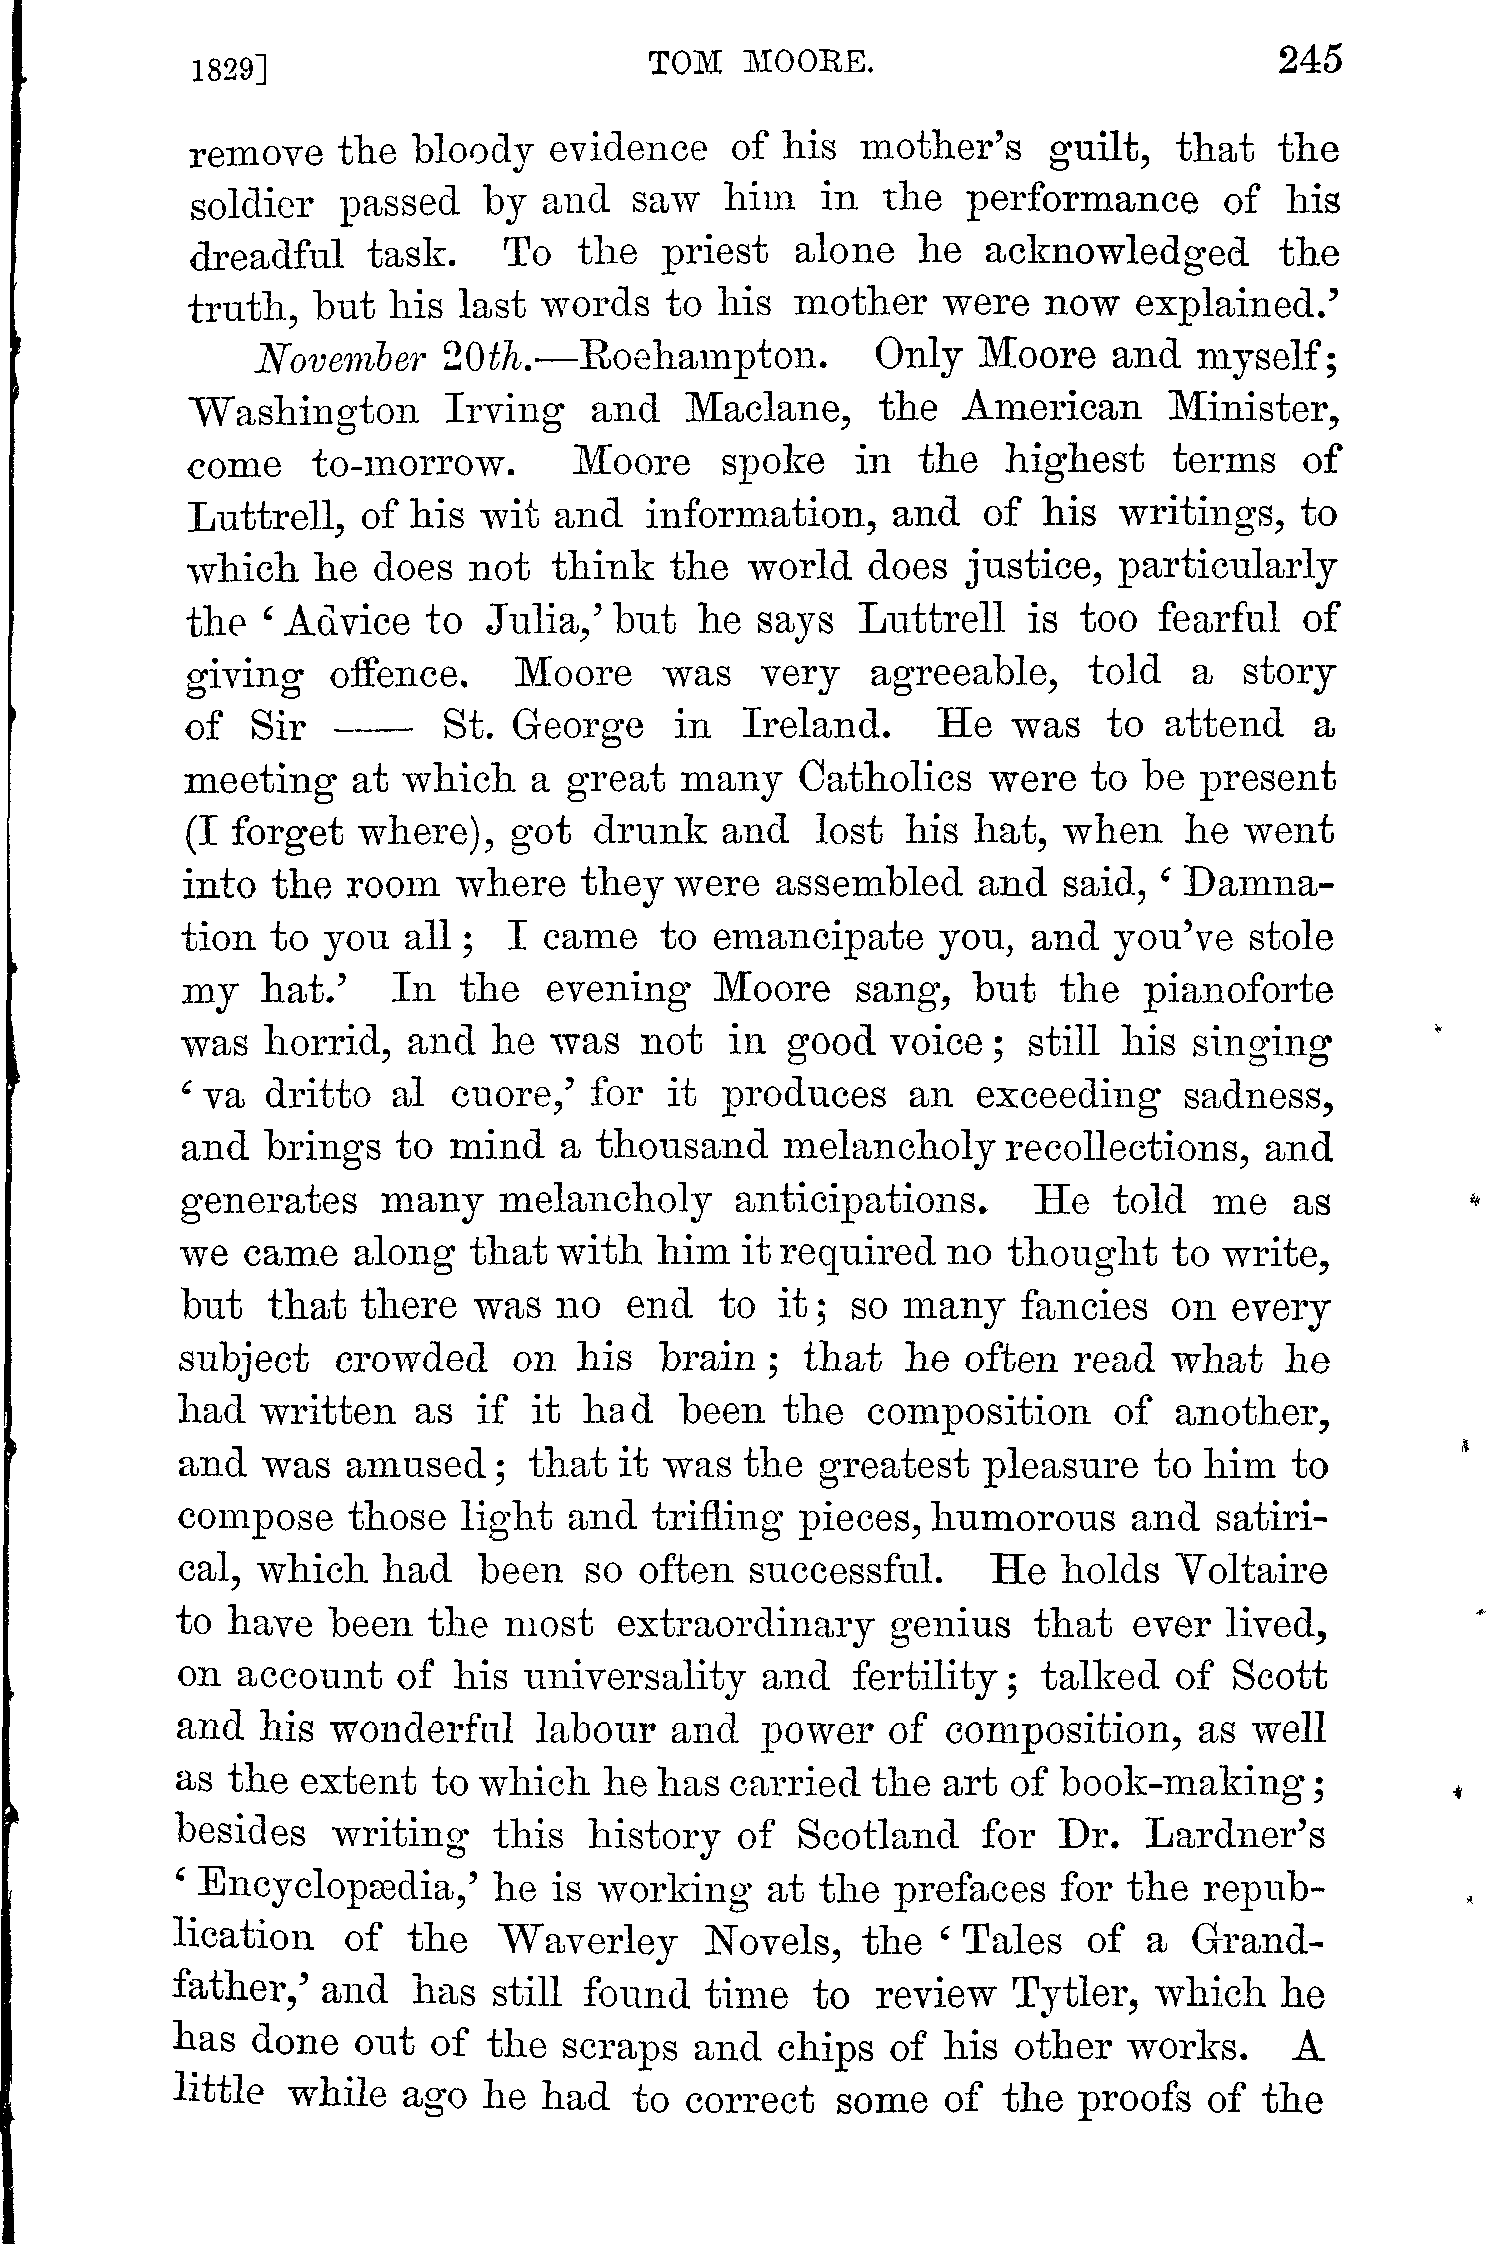 1829] TOM MOORE. 245
remove the bloody evidence of his mother's guilt, that the
soldier passed by and saw him in the performance of his
dreadful task. To the priest alone he acknowledged the
truth, but his last words to his mother were now explained.'
November 20th.—Roehampton. Only Moore and myself;
Washington Irving and Maclane, the American Minister,
come to-morrow. Moore spoke in the highest terms of
Luttrell, of his wit and information, and of his writings, to
which he does not think the world does justice, particularly
the 'Advice to Julia,' but he says Luttrell is too fearful of
giving offence. Moore was very agreeable, told a story
of Sir —— St. George in Ireland. He was to attend a
meeting at which a great many Catholics were to be present
(I forget where), got drunk and lost his hat, when he went
into the room where they were assembled and said, 'Damna-
tion to you all; I came to emancipate you, and you've stole
my hat.' In the evening Moore sang, but the pianoforte
was horrid, and he was not in good voice; still his singing
'va dritto al cuore,' for it produces an exceeding sadness,
and brings to mind a thousand melancholy recollections, and
generates many melancholy anticipations. He told me as
we came along that with him it required no thought to write,
but that there was no end to it; so many fancies on every
subject crowded on his brain; that he often read what he
had written as if it had been the composition of another,
and was amused; that it was the greatest pleasure to him to
compose those light and trifling pieces, humorous and satiri-
cal, which had been so often successful. He holds Voltaire
to have been the most extraordinary genius that ever lived,
on account of his universality and fertility; talked of Scott
and his wonderful labour and power of composition, as well
as the extent to which he has carried the art of book-making;
besides writing this history of Scotland for Dr. Lardner's
'Encyclopædia,' he is working at the prefaces for the repub-
lication of the Waverley Novels, the 'Tales of a Grand-
father,' and has still found time to review Tytler, which he
has done out of the scraps and chips of his other works. A
little while ago he had to correct some of the proofs of the